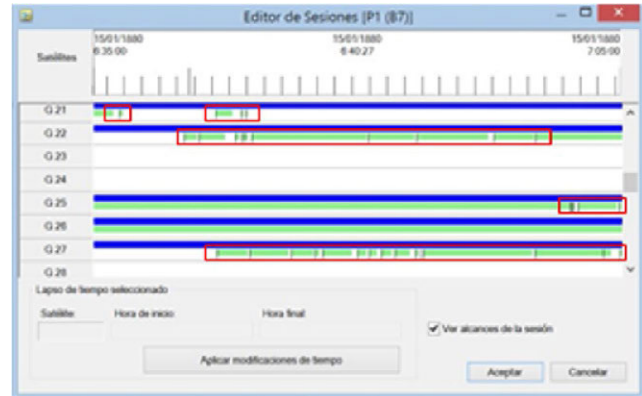 Editor de Sesiones [P1 (B7)]
Satélites
15/01/1880 15/01/1880 15/01/1880
6:35:00 6:40:27 7:05:00
G 21
G 22
G 23
G 24
G 25
G 26
G 27
G 28
Lapso de tiempo seleccionado
Satélite: Hora de inicio: Hora final:
Ver alcances de la sesión
Aplicar modificaciones de tiempo
Aceptar Cancelar